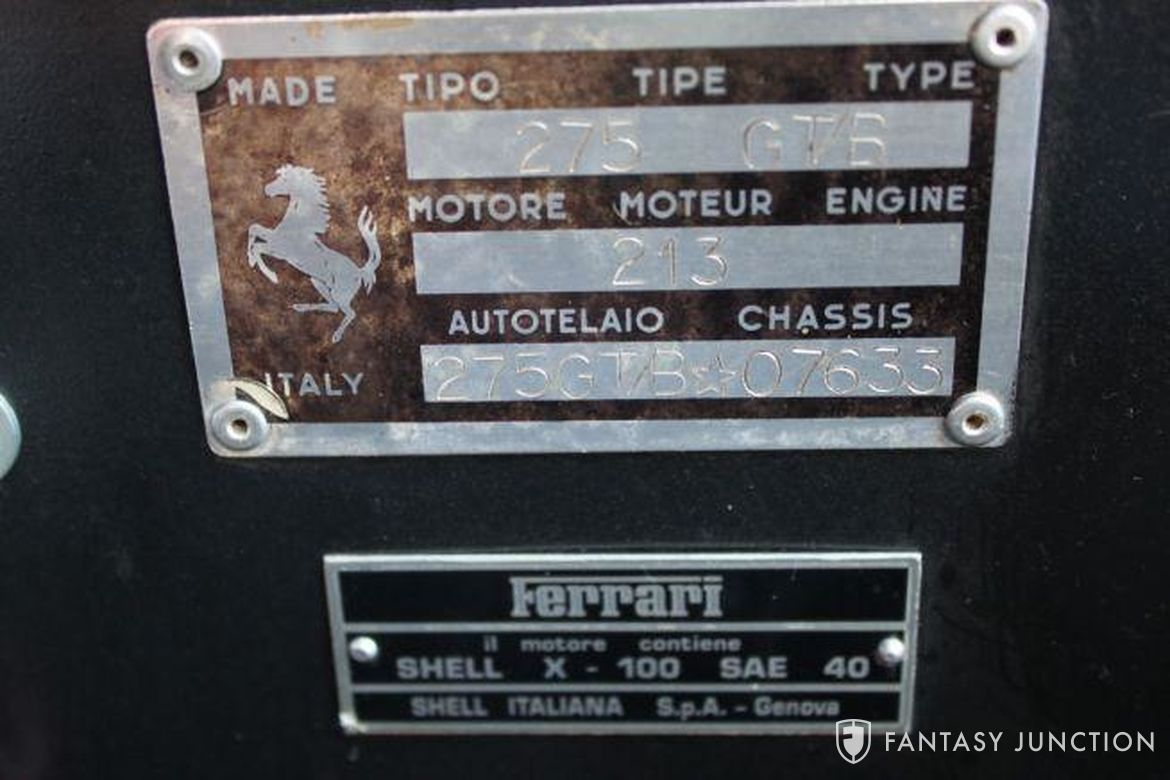 MADE TIPO TIPE TYPE
275 GTB
MOTORE MOTEUR ENGINE
213
AUTOTELAIO CHASSIS
ITALY 275GTB☆07633
Ferrari
il motore contiene
SHELL X - 100 SAE 40
SHELL ITALIANA S.p.A. - Genova
FANTASY JUNCTION